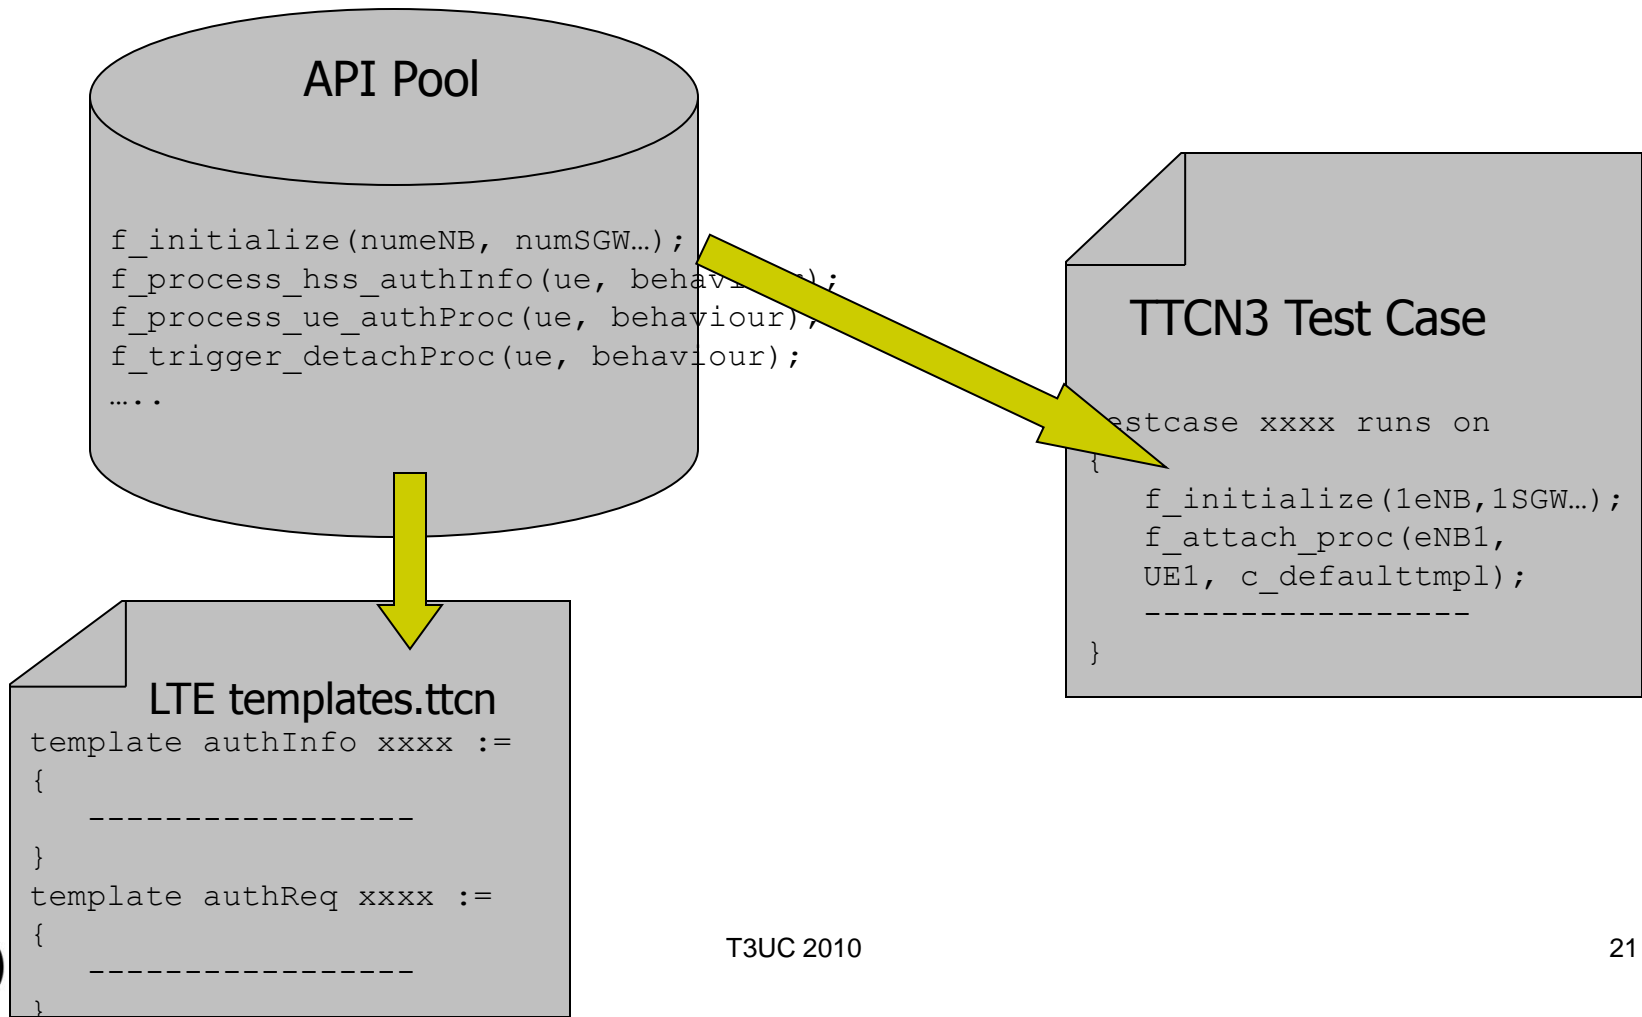 API Pool
f_initialize(numeNB, numSGW…);
f_process_hss_authInfo(ue, behaviour);
f_process_ue_authProc(ue, behaviour);
f_trigger_detachProc(ue, behaviour);
…..
TTCN3 Test Case
testcase xxxx runs on
{
f_initialize(1eNB,1SGW…);
f_attach_proc(eNB1,
UE1, c_defaulttmpl);
-----------------
}
LTE templates.ttcn
template authInfo xxxx :=
{
-----------------
}
template authReq xxxx :=
{
-----------------
}
T3UC 2010
21